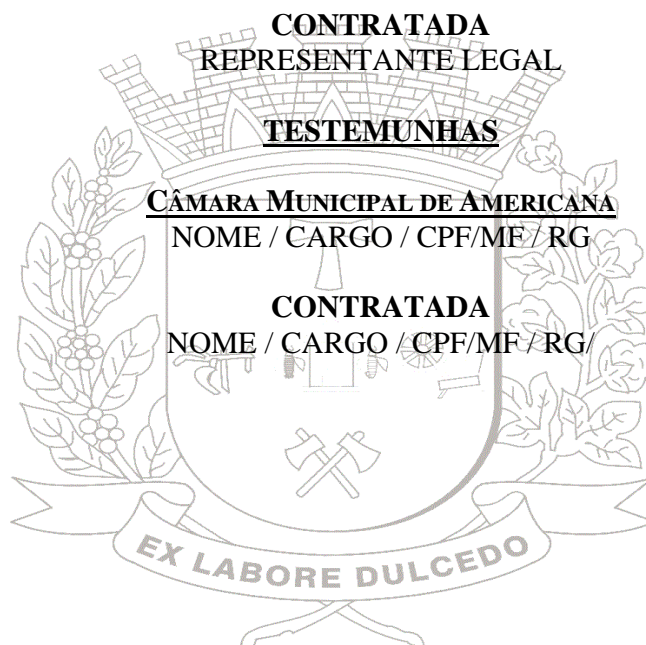 CONTRATADA
REPRESENTANTE LEGAL
TESTEMUNHAS
CÂMARA MUNICIPAL DE AMERICANA
NOME / CARGO / CPF/MF / RG
CONTRATADA
NOME / CARGO / CPF/MF / RG/
EX LABORE DULCEDO